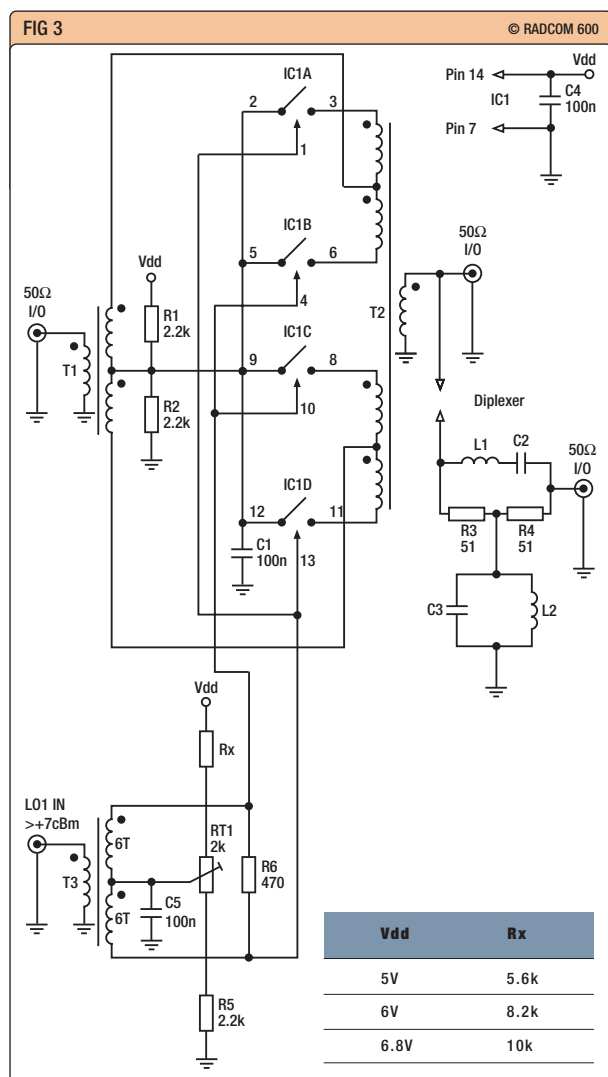 FIG 3
© RADCOM 600
IC1A
2
3
1
Pin 14
Vdd
IC1
C4
100n
Pin 7
IC1B
5
6
4
50Ω
I/O
T2
50Ω
I/O
Vdd
R1
2.2k
T1
IC1C
9
8
10
R2
2.2k
Diplexer
L1
C2
50Ω
I/O
R3
51
R4
51
IC1D
12
11
13
C1
100n
C3
L2
Vdd
Rx
LO1 IN
>+7cBm
6T
T3
6T
C5
100n
RT1
2k
R6
470
R5
2.2k
Vdd Rx
5V 5.6k
6V 8.2k
6.8V 10k